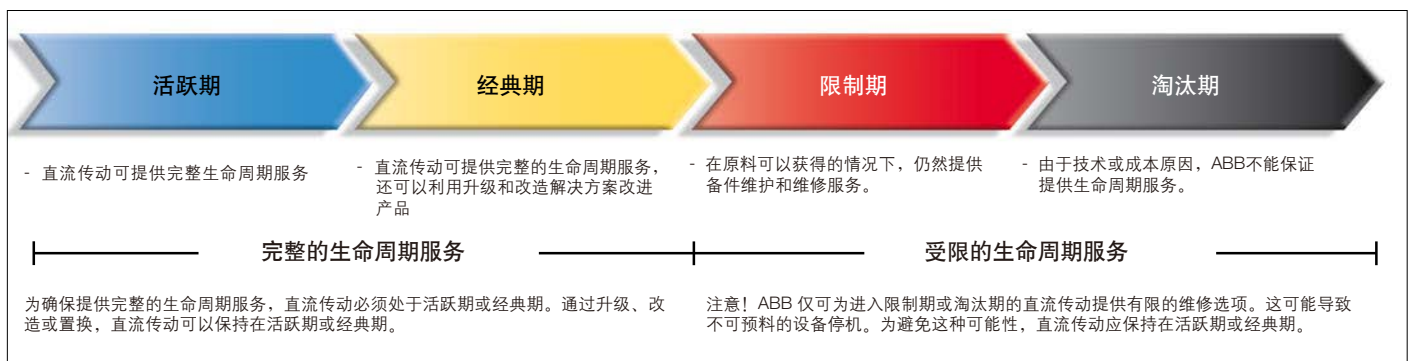 活跃期
经典期
限制期
淘汰期
- 直流传动可提供完整生命周期服务
- 直流传动可提供完整的生命周期服务，
还可以利用升级和改造解决方案改进
产品
- 在原料可以获得的情况下，仍然提供
备件维护和维修服务。
- 由于技术或成本原因，ABB不能保证
提供生命周期服务。
完整的生命周期服务
受限的生命周期服务
为确保提供完整的生命周期服务，直流传动必须处于活跃期或经典期。通过升级、改
造或置换，直流传动可以保持在活跃期或经典期。
注意！ABB 仅可为进入限制期或淘汰期的直流传动提供有限的维修选项。这可能导致
不可预料的设备停机。为避免这种可能性，直流传动应保持在活跃期或经典期。